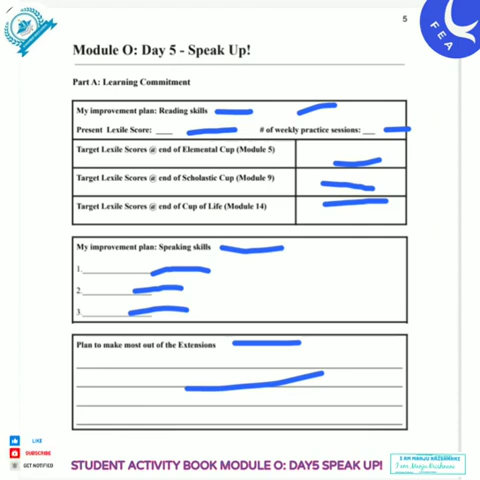 5
FEA
Module O: Day 5 - Speak Up!
Part A: Learning Commitment
My improvement plan: Reading skills
Present Lexile Score: ____ # of weekly practice sessions: ___
Target Lexile Scores @ end of Elemental Cup (Module 5)
Target Lexile Scores @ end of Scholastic Cup (Module 9)
Target Lexile Scores @ end of Cup of Life (Module 14)
My improvement plan: Speaking skills
1.
2.
3.
Plan to make most out of the Extensions
LIKE
SUBSCRIBE
GET NOTIFIED
STUDENT ACTIVITY BOOK MODULE O: DAY5 SPEAK UP!
I AM MANJU KRISHNANI
I am Manju Krishnani